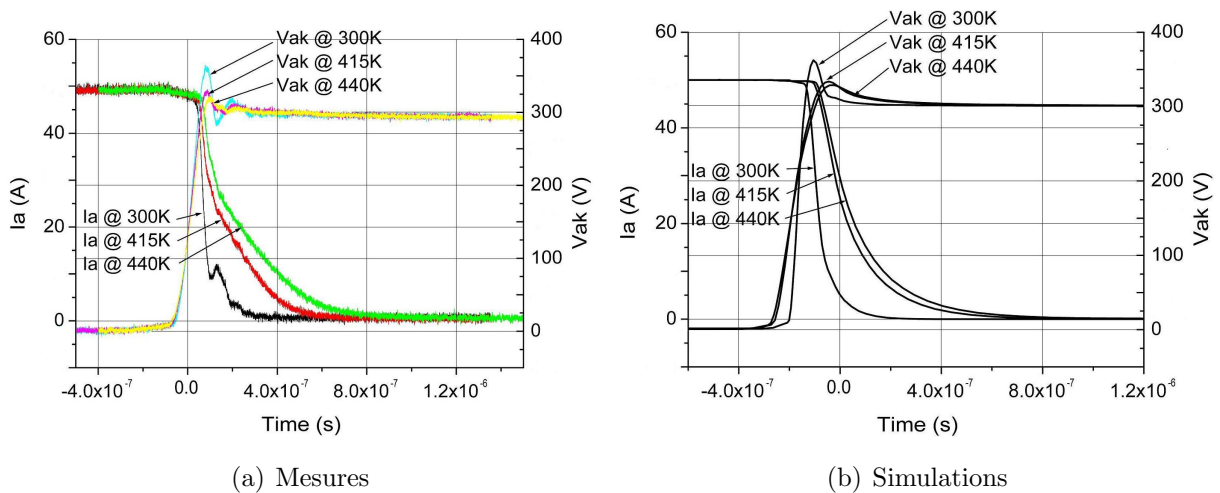 60
50
40
20
0
Ia (A)
400
300
200
100
0
Vak (V)
Vak @ 300K
Vak @ 415K
Vak @ 440K
Ia @ 300K
Ia @ 415K
Ia @ 440K
-4.0x10⁻⁷
0.0
4.0x10⁻⁷
8.0x10⁻⁷
1.2x10⁻⁶
Time (s)
(a) Mesures
60
40
20
0
Ia (A)
400
300
200
100
0
Vak (V)
Vak @ 300K
Vak @ 415K
Vak @ 440K
Ia @ 300K
Ia @ 415K
Ia @ 440K
-4.0x10⁻⁷
0.0
4.0x10⁻⁷
8.0x10⁻⁷
1.2x10⁻⁶
Time (s)
(b) Simulations